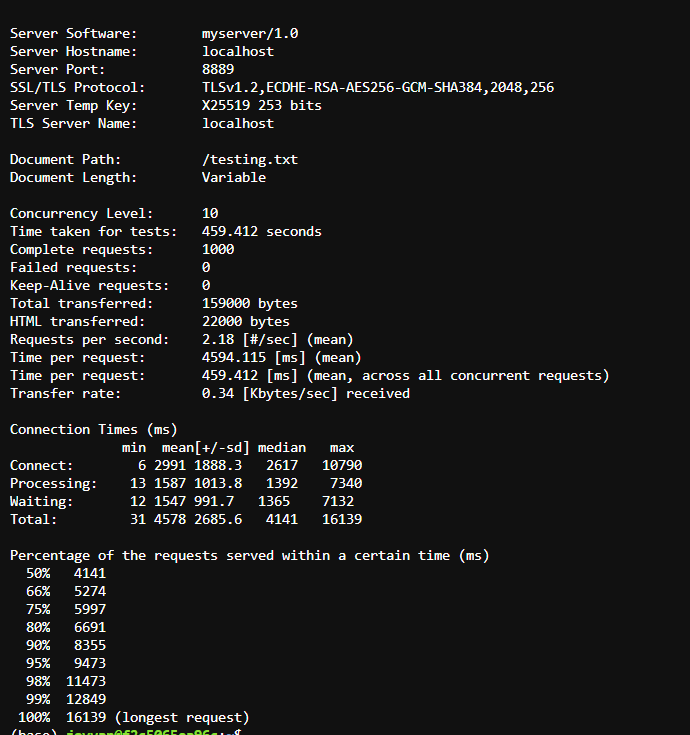 Server Software:        myserver/1.0
Server Hostname:        localhost
Server Port:            8889
SSL/TLS Protocol:       TLSv1.2,ECDHE-RSA-AES256-GCM-SHA384,2048,256
Server Temp Key:        X25519 253 bits
TLS Server Name:        localhost

Document Path:          /testing.txt
Document Length:        Variable

Concurrency Level:      10
Time taken for tests:   459.412 seconds
Complete requests:      1000
Failed requests:        0
Keep-Alive requests:    0
Total transferred:      159000 bytes
HTML transferred:       22000 bytes
Requests per second:    2.18 [#/sec] (mean)
Time per request:       4594.115 [ms] (mean)
Time per request:       459.412 [ms] (mean, across all concurrent requests)
Transfer rate:          0.34 [Kbytes/sec] received

Connection Times (ms)
              min  mean[+/-sd] median   max
Connect:        6 2991 1888.3   2617   10790
Processing:    13 1587 1013.8   1392    7340
Waiting:       12 1547 991.7   1365    7132
Total:         31 4578 2685.6   4141   16139

Percentage of the requests served within a certain time (ms)
  50%   4141
  66%   5274
  75%   5997
  80%   6691
  90%   8355
  95%   9473
  98%  11473
  99%  12849
 100%  16139 (longest request)
(base)